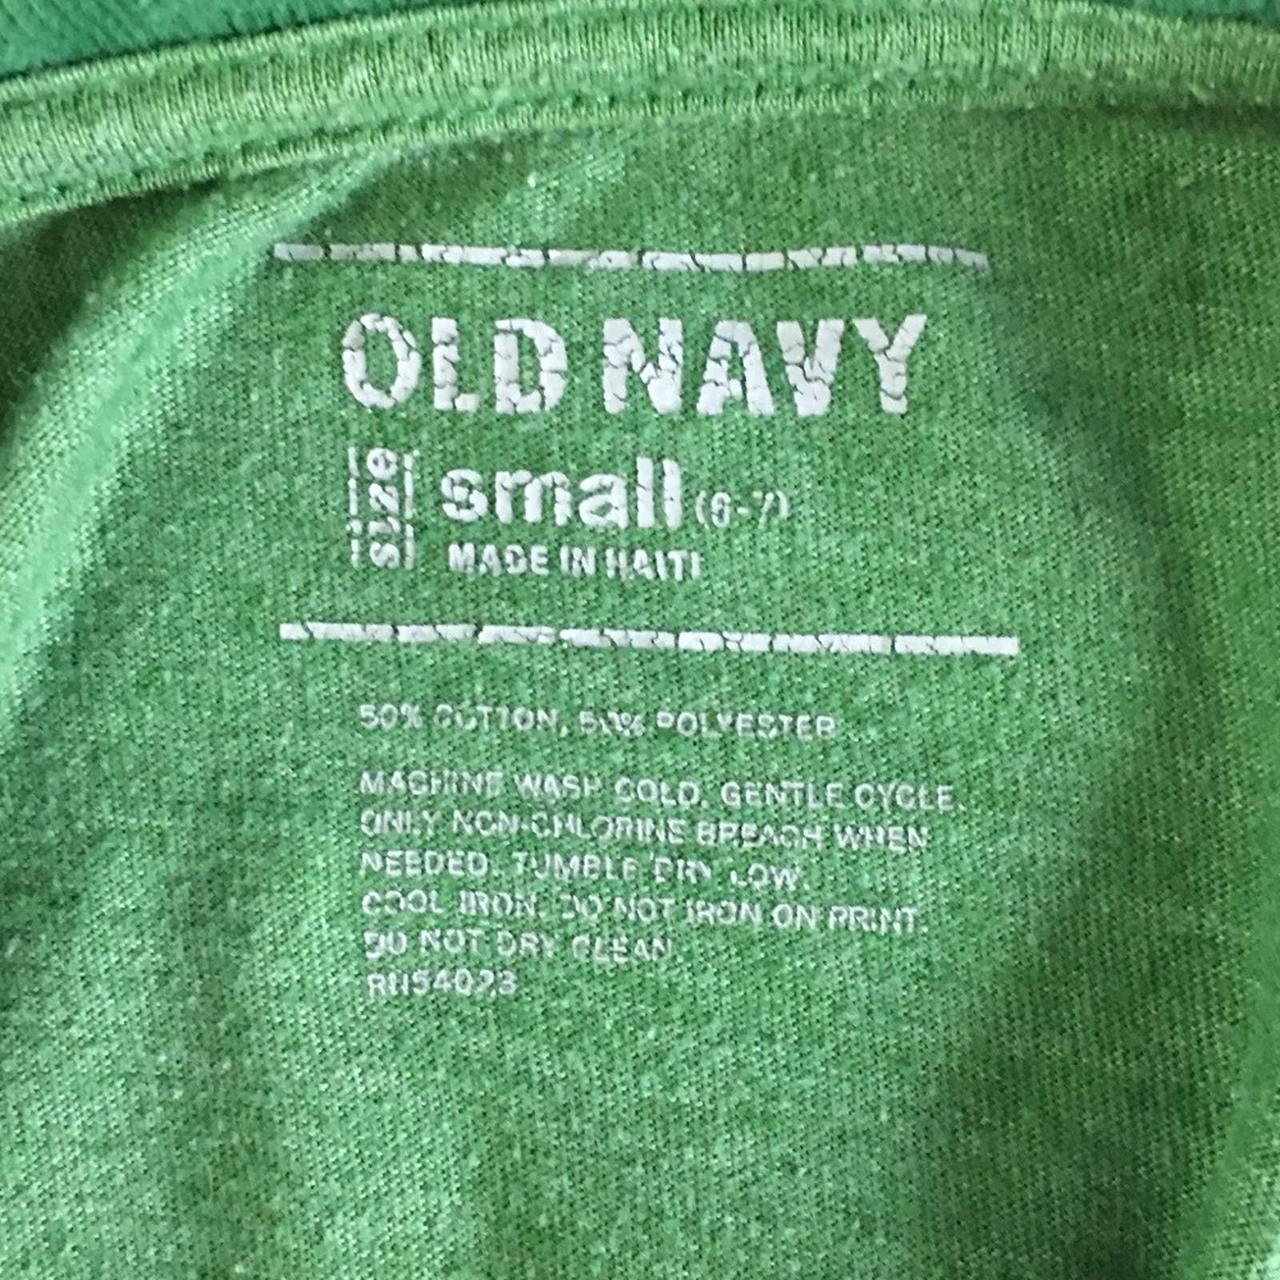 OLD NAVY
size small (6-7)
MADE IN HAITI
50% COTTON, 50% POLYESTER
MACHINE WASH COLD, GENTLE CYCLE.
ONLY NON-CHLORINE BLEACH WHEN
NEEDED. TUMBLE DRY LOW.
COOL IRON. DO NOT IRON ON PRINT.
DO NOT DRY CLEAN.
RN54023